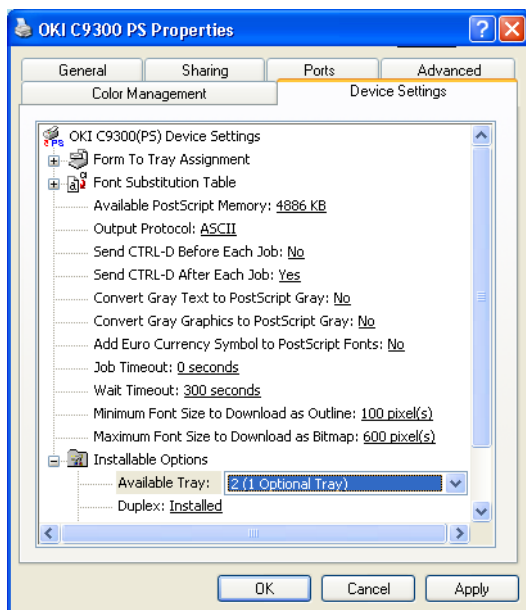 OKI C9300 PS Properties
General Sharing Ports Advanced
Color Management Device Settings
OKI C9300(PS) Device Settings
Form To Tray Assignment
Font Substitution Table
Available PostScript Memory: 4886 KB
Output Protocol: ASCII
Send CTRL-D Before Each Job: No
Send CTRL-D After Each Job: Yes
Convert Gray Text to PostScript Gray: No
Convert Gray Graphics to PostScript Gray: No
Add Euro Currency Symbol to PostScript Fonts: No
Job Timeout: 0 seconds
Wait Timeout: 300 seconds
Minimum Font Size to Download as Outline: 100 pixel(s)
Maximum Font Size to Download as Bitmap: 600 pixel(s)
Installable Options
Available Tray: 2 (1 Optional Tray)
Duplex: Installed
OK Cancel Apply